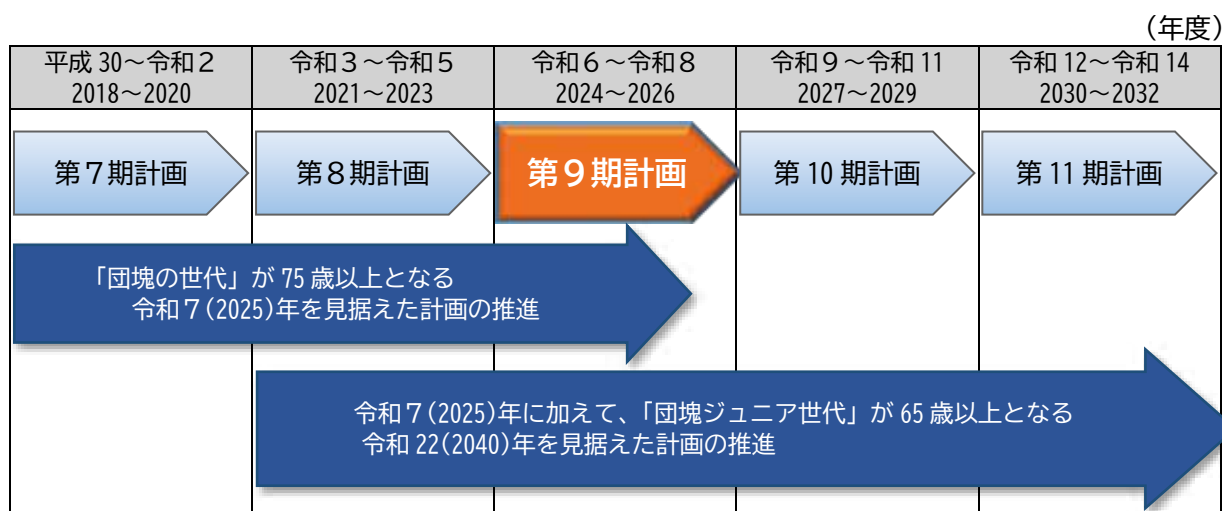 （年度）
平成 30～令和２
2018～2020
令和３～令和５
2021～2023
令和６～令和８
2024～2026
令和９～令和 11
2027～2029
令和 12～令和 14
2030～2032
第７期計画
第８期計画
第９期計画
第 10 期計画
第 11 期計画
「団塊の世代」が 75 歳以上となる
令和７(2025)年を見据えた計画の推進
令和７(2025)年に加えて、「団塊ジュニア世代」が 65 歳以上となる
令和 22(2040)年を見据えた計画の推進